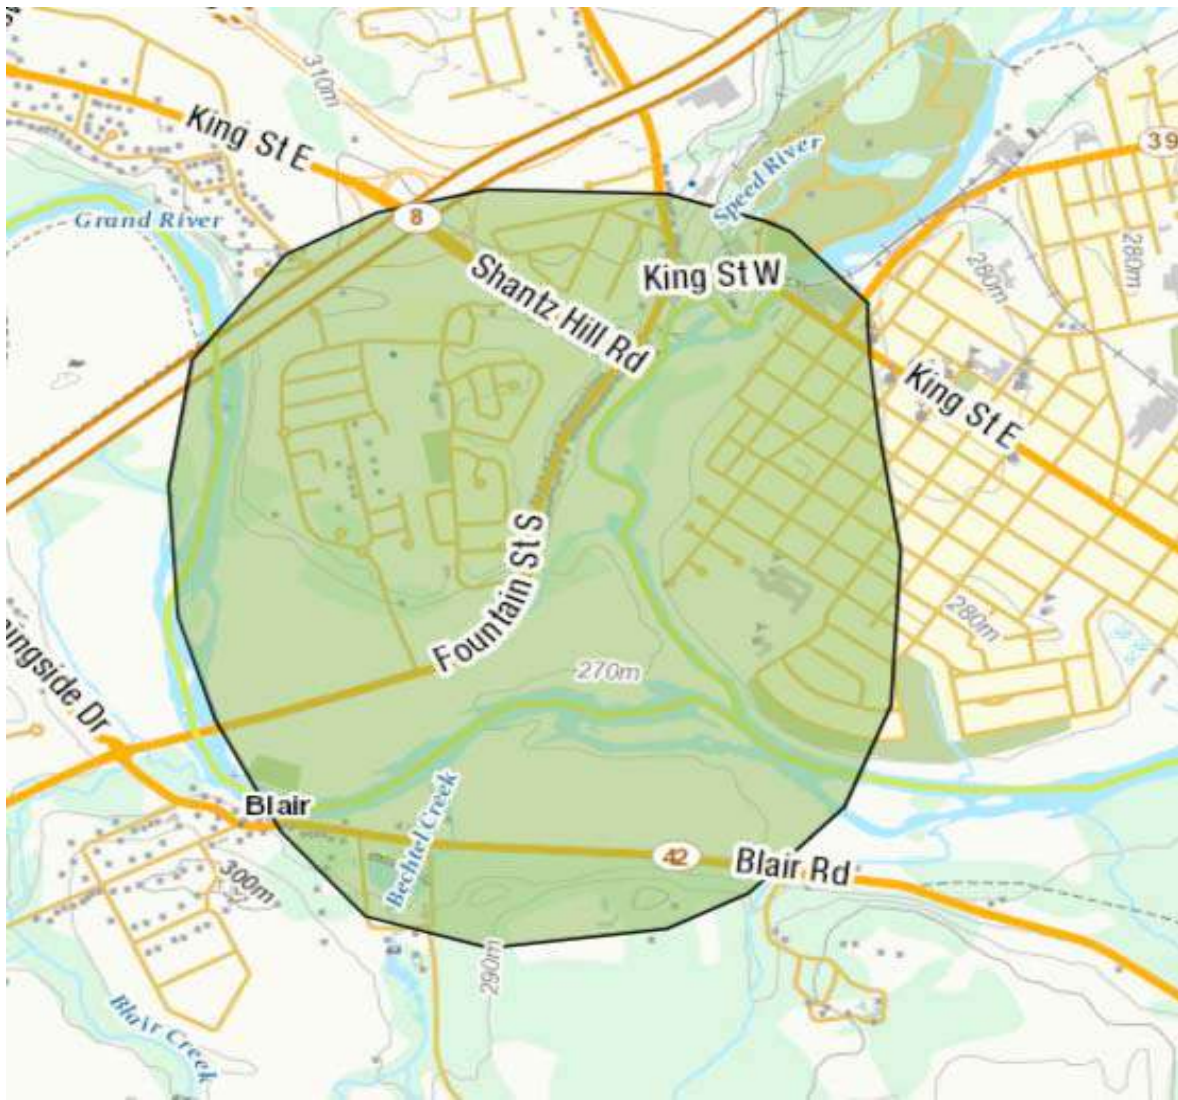 310m
King St E
39
Speed River
Grand River
8
280m
280m
Shantz Hill Rd
King St W
King St E
Fountain St S
280m
270m
ningside Dr
Blair
Bechtel Creek
42
Blair Rd
300m
290m
Blair Creek